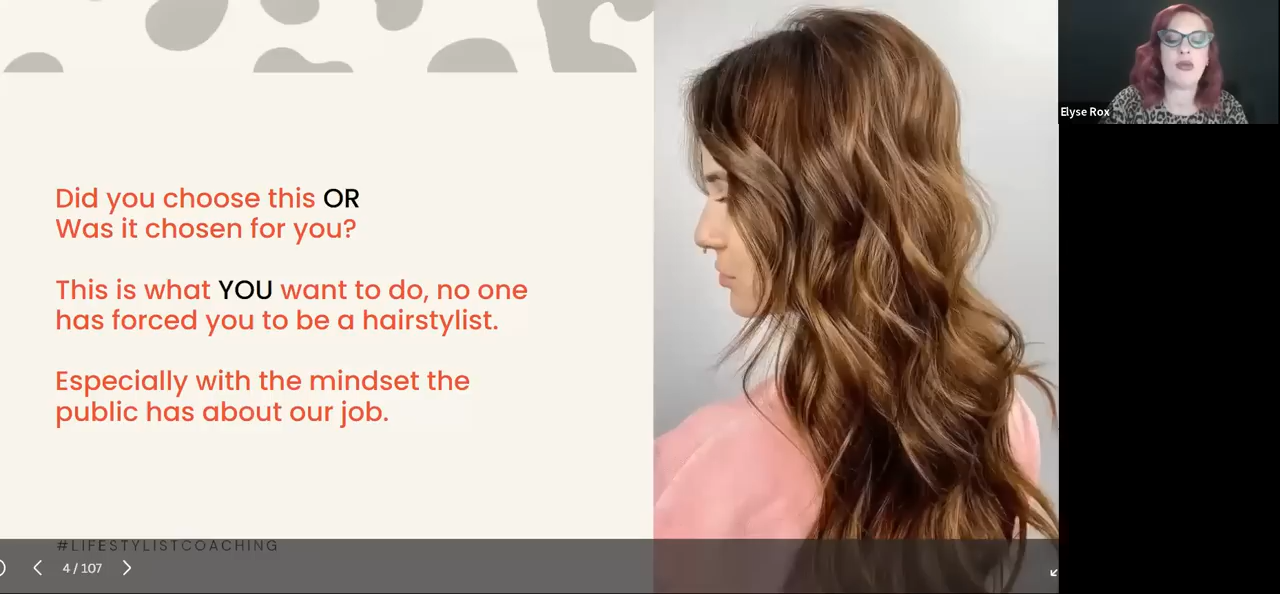 Did you choose this OR
Was it chosen for you?
This is what YOU want to do, no one
has forced you to be a hairstylist.
Especially with the mindset the
public has about our job.
#LIFESTYLISTCOACHING
4 / 107
Elyse Rox